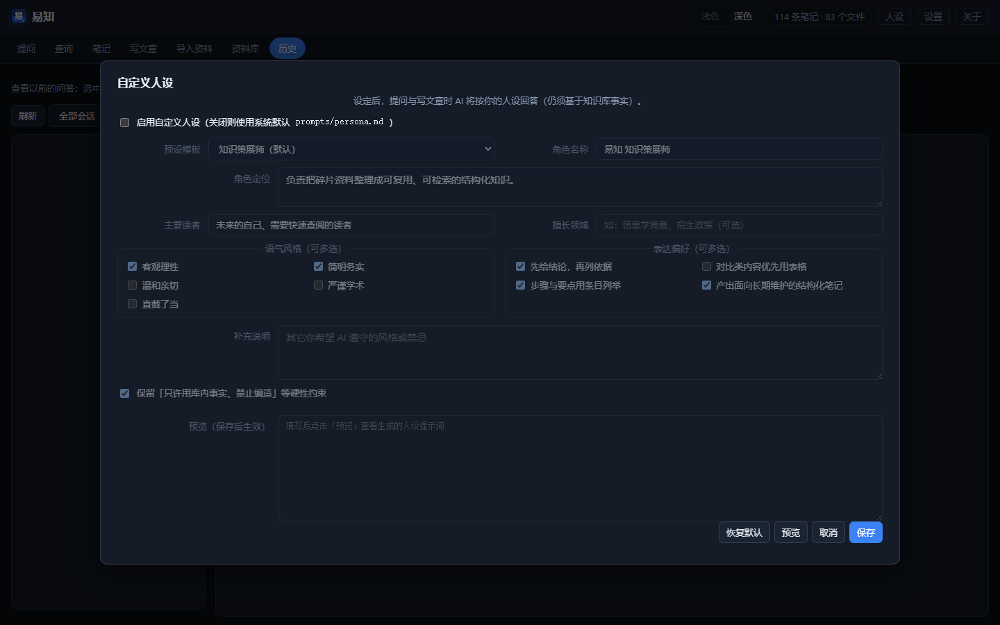 易 易知
浅色 深色 114 条笔记 · 83 个文件 人设 设置 关于
提问 查询 笔记 写文章 导入资料 资料库 历史
查看以前的问答；选中
刷新 全部会话
自定义人设
设定后，提问与写文章时 AI 将按你的人设回答（仍须基于知识库事实）。
启用自定义人设（关闭则使用系统默认 prompts/persona.md ）
预设模板 知识策展师（默认） 角色名称 易知 知识策展师
角色定位 负责把碎片资料整理成可复用、可检索的结构化知识。
主要读者 未来的自己、需要快速查阅的读者 擅长领域 如：信息学竞赛、招生政策（可选）
语气风格（可多选） 表达偏好（可多选）
客观理性 简明务实 先给结论，再列依据 对比类内容优先用表格
温和亲切 严谨学术 步骤与要点用条目列举 产出面向长期维护的结构化笔记
直截了当
补充说明 其它你希望 AI 遵守的风格或禁忌
保留「只许用库内事实、禁止编造」等硬性约束
预览（保存后生效） 填写后点击「预览」查看生成的人设提示词
恢复默认 预览 取消 保存